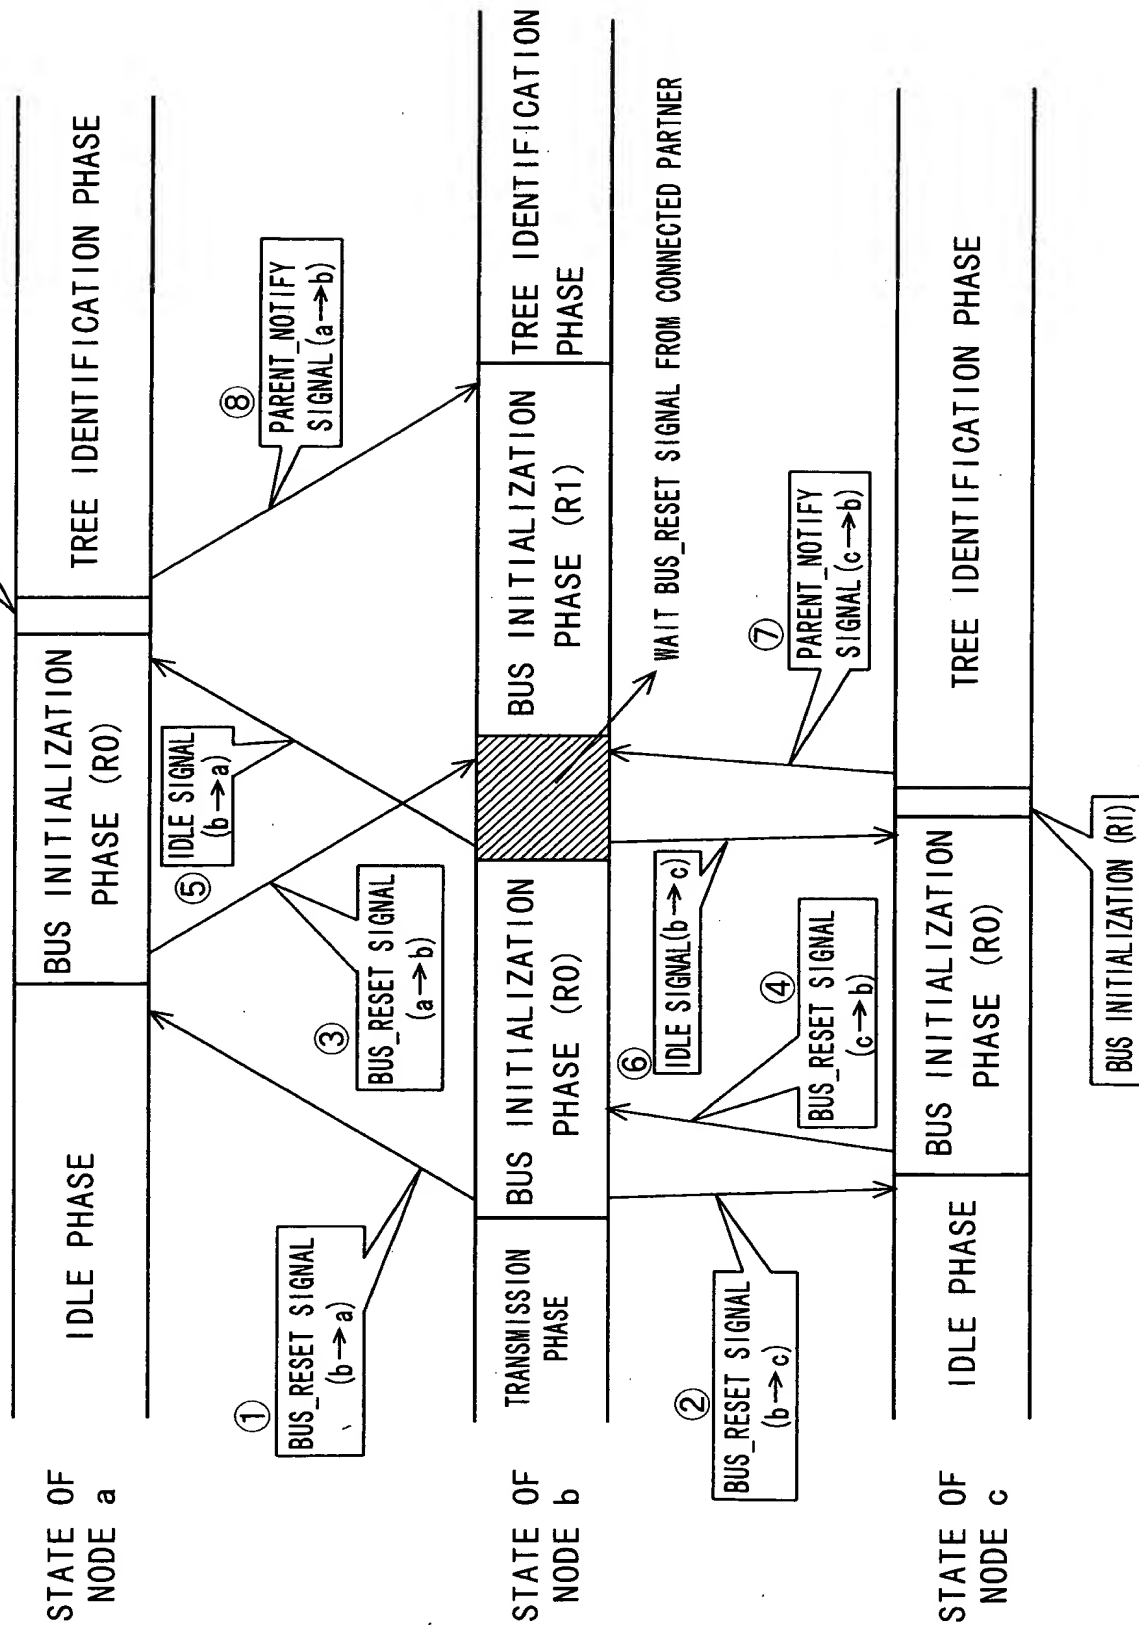 STATE OF
NODE a
IDLE PHASE
BUS INITIALIZATION
PHASE (R0)
TREE IDENTIFICATION PHASE
①
BUS_RESET SIGNAL
(b→a)
③
BUS_RESET SIGNAL
(a→b)
⑤
IDLE SIGNAL
(b→a)
⑧
PARENT_NOTIFY
SIGNAL(a→b)
STATE OF
NODE b
TRANSMISSION
PHASE
BUS INITIALIZATION
PHASE (R0)
BUS INITIALIZATION
PHASE (R1)
TREE IDENTIFICATION
PHASE
WAIT BUS_RESET SIGNAL FROM CONNECTED PARTNER
②
BUS_RESET SIGNAL
(b→c)
④
BUS_RESET SIGNAL
(c→b)
⑥
IDLE SIGNAL(b→c)
⑦
PARENT_NOTIFY
SIGNAL(c→b)
STATE OF
NODE c
IDLE PHASE
BUS INITIALIZATION
PHASE (R0)
TREE IDENTIFICATION PHASE
BUS INITIALIZATION (R1)